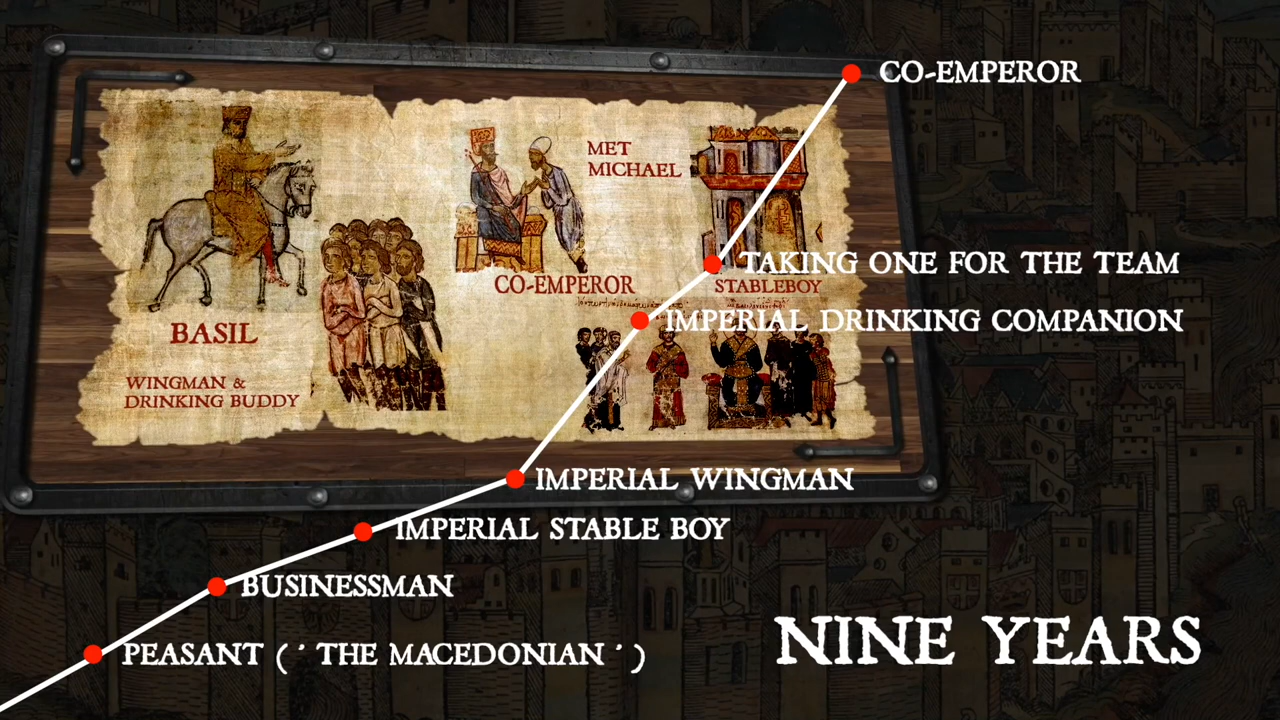 CO-EMPEROR
MET
MICHAEL
TAKING ONE FOR THE TEAM
CO-EMPEROR
STABLEBOY
IMPERIAL DRINKING COMPANION
BASIL
WINGMAN &
DRINKING BUDDY
IMPERIAL WINGMAN
IMPERIAL STABLE BOY
BUSINESSMAN
PEASANT ( ' THE MACEDONIAN ' )
NINE YEARS